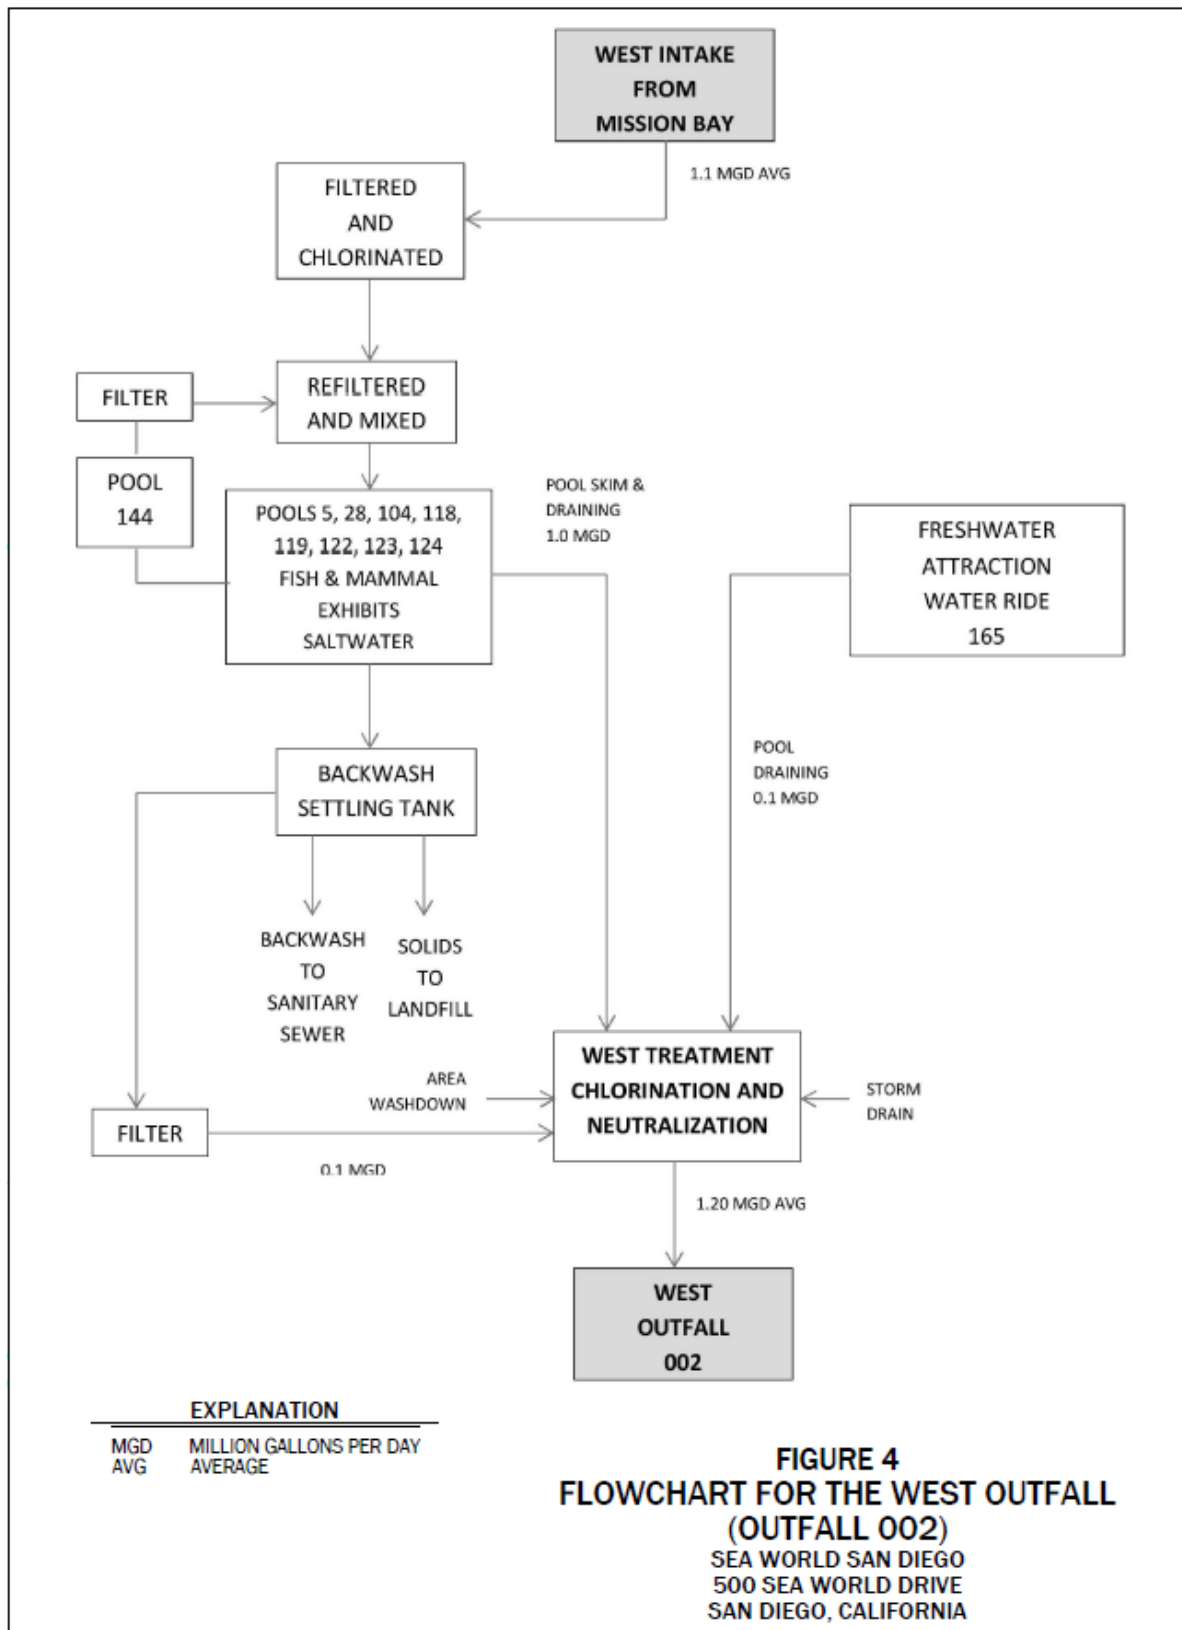 WEST INTAKE
FROM
MISSION BAY
1.1 MGD AVG
FILTERED
AND
CHLORINATED
FILTER
REFILTERED
AND MIXED
POOL
144
POOLS 5, 28, 104, 118,
119, 122, 123, 124
FISH & MAMMAL
EXHIBITS
SALTWATER
POOL SKIM &
DRAINING
1.0 MGD
FRESHWATER
ATTRACTION
WATER RIDE
165
BACKWASH
SETTLING TANK
POOL
DRAINING
0.1 MGD
BACKWASH
TO
SANITARY
SEWER
SOLIDS
TO
LANDFILL
AREA
WASHDOWN
WEST TREATMENT
CHLORINATION AND
NEUTRALIZATION
STORM
DRAIN
FILTER
0.1 MGD
1.20 MGD AVG
WEST
OUTFALL
002
EXPLANATION
MGD MILLION GALLONS PER DAY
AVG AVERAGE
FIGURE 4
FLOWCHART FOR THE WEST OUTFALL
(OUTFALL 002)
SEA WORLD SAN DIEGO
500 SEA WORLD DRIVE
SAN DIEGO, CALIFORNIA